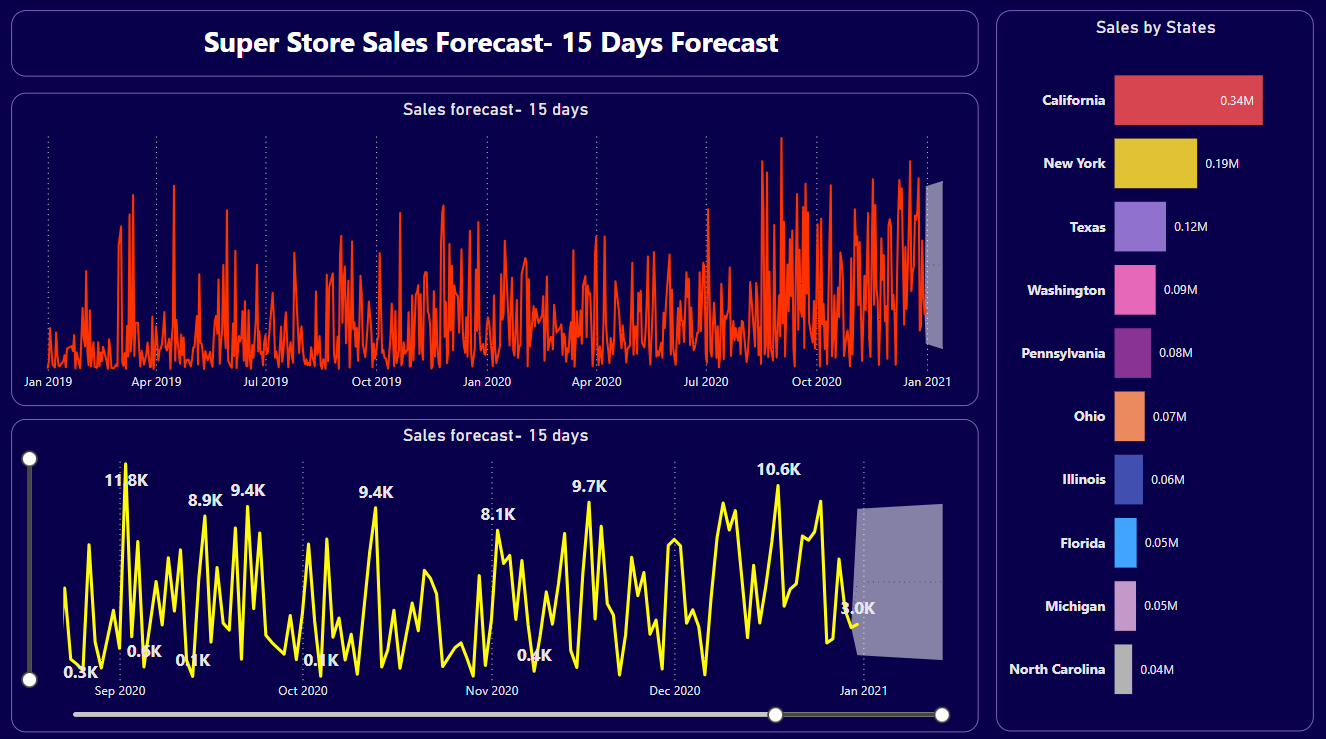 Super Store Sales Forecast- 15 Days Forecast
Sales forecast- 15 days
Jan 2019 Apr 2019 Jul 2019 Oct 2019 Jan 2020 Apr 2020 Jul 2020 Oct 2020 Jan 2021
Sales forecast- 15 days
11.8K
8.9K
9.4K
9.4K
8.1K
9.7K
10.6K
3.0K
0.3K
0.6K
0.1K
0.1K
0.4K
Sep 2020 Oct 2020 Nov 2020 Dec 2020 Jan 2021
Sales by States
California 0.34M
New York 0.19M
Texas 0.12M
Washington 0.09M
Pennsylvania 0.08M
Ohio 0.07M
Illinois 0.06M
Florida 0.05M
Michigan 0.05M
North Carolina 0.04M